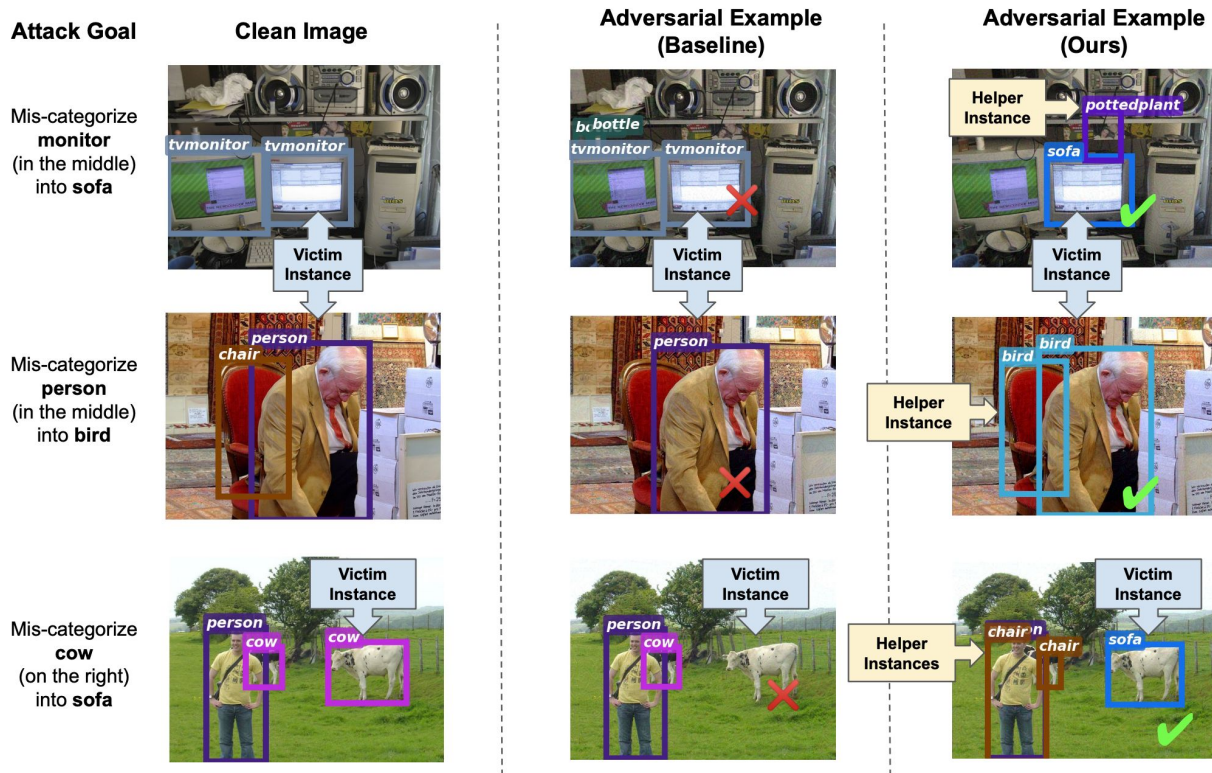 Attack Goal
Clean Image
Adversarial Example
(Baseline)
Adversarial Example
(Ours)
Mis-categorize
monitor
(in the middle)
into sofa
tvmonitor
tvmonitor
bottle
tvmonitor
tvmonitor
Helper
Instance
pottedplant
sofa
Victim
Instance
Victim
Instance
Victim
Instance
Mis-categorize
person
(in the middle)
into bird
person
chair
person
bird
bird
Helper
Instance
Mis-categorize
cow
(on the right)
into sofa
Victim
Instance
person
cow
cow
Victim
Instance
person
cow
Victim
Instance
Helper
Instances
chair
chair
sofa